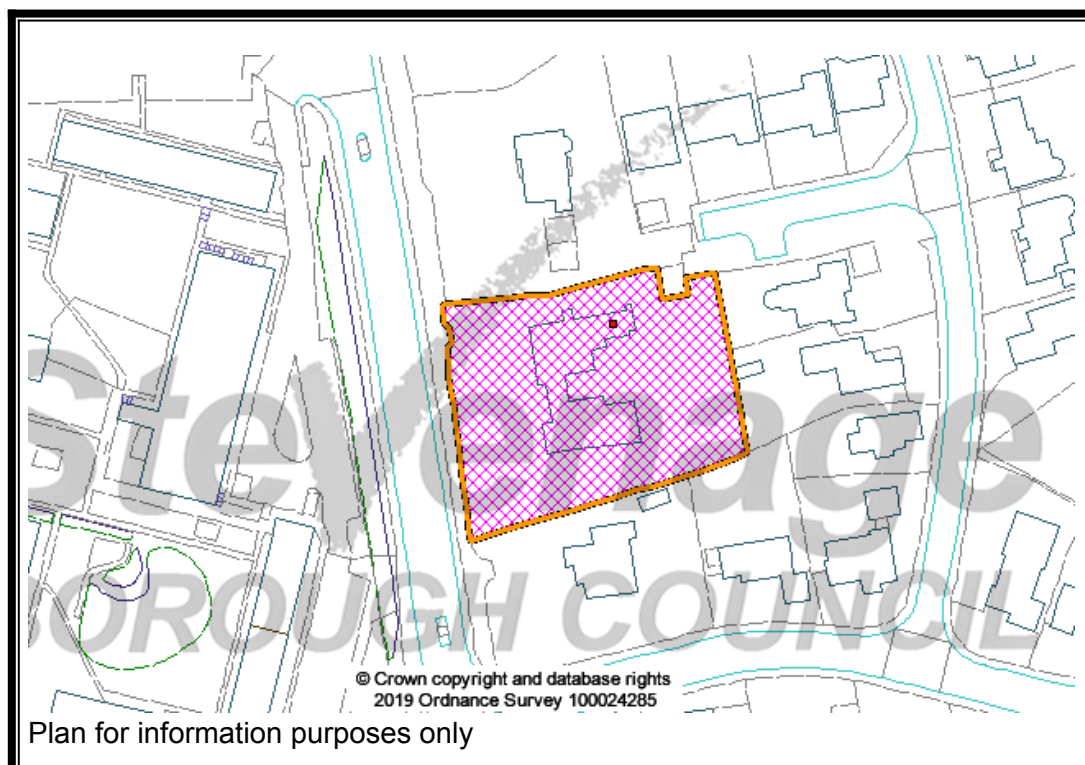 Stevenage
BOROUGH COUNCIL
© Crown copyright and database rights
2019 Ordnance Survey 100024285
Plan for information purposes only